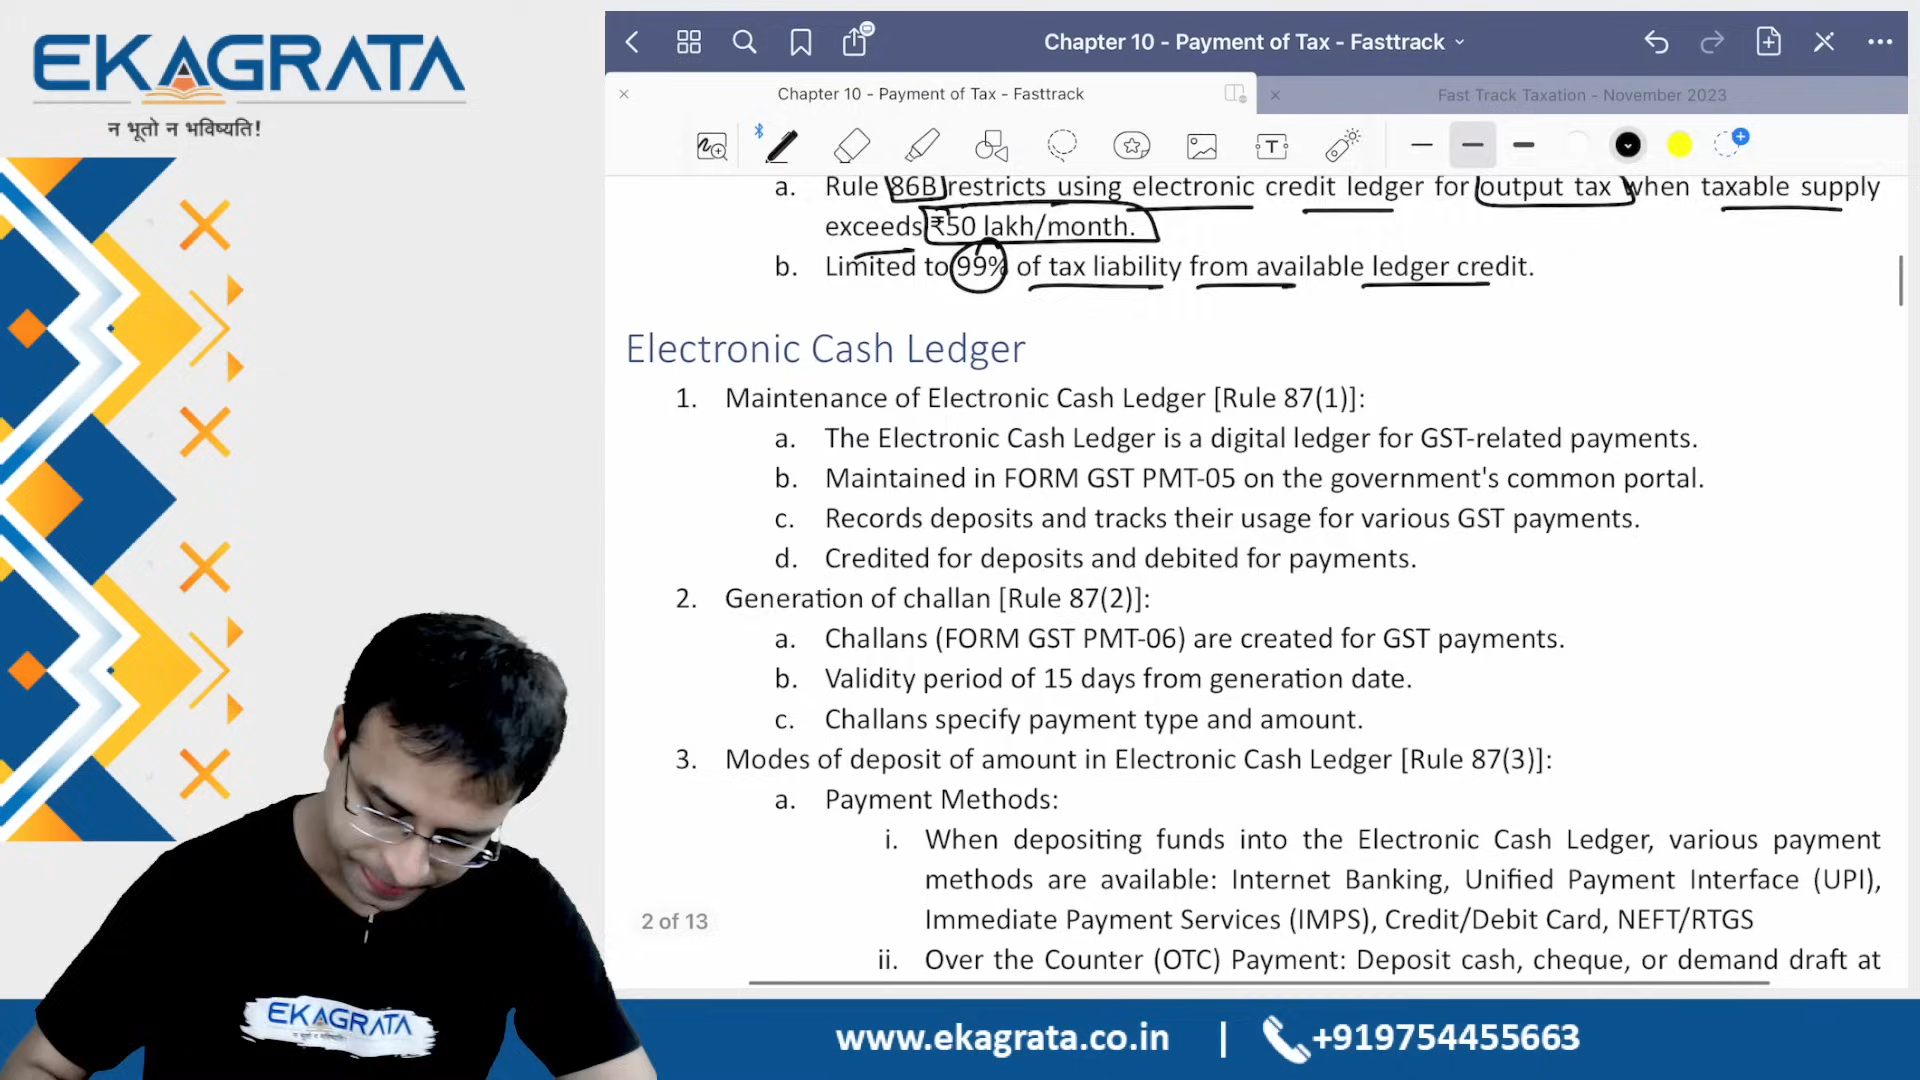 EKAGRATA
न भूतो न भविष्यति!
Chapter 10 - Payment of Tax - Fasttrack
Chapter 10 - Payment of Tax - Fasttrack
Fast Track Taxation - November 2023
a. Rule 86B restricts using electronic credit ledger for output tax when taxable supply
exceeds ₹50 lakh/month.
b. Limited to 99% of tax liability from available ledger credit.
Electronic Cash Ledger
1. Maintenance of Electronic Cash Ledger [Rule 87(1)]:
a. The Electronic Cash Ledger is a digital ledger for GST-related payments.
b. Maintained in FORM GST PMT-05 on the government's common portal.
c. Records deposits and tracks their usage for various GST payments.
d. Credited for deposits and debited for payments.
2. Generation of challan [Rule 87(2)]:
a. Challans (FORM GST PMT-06) are created for GST payments.
b. Validity period of 15 days from generation date.
c. Challans specify payment type and amount.
3. Modes of deposit of amount in Electronic Cash Ledger [Rule 87(3)]:
a. Payment Methods:
i. When depositing funds into the Electronic Cash Ledger, various payment
methods are available: Internet Banking, Unified Payment Interface (UPI),
Immediate Payment Services (IMPS), Credit/Debit Card, NEFT/RTGS
2 of 13
ii. Over the Counter (OTC) Payment: Deposit cash, cheque, or demand draft at
EKAGRATA
www.ekagrata.co.in | +919754455663